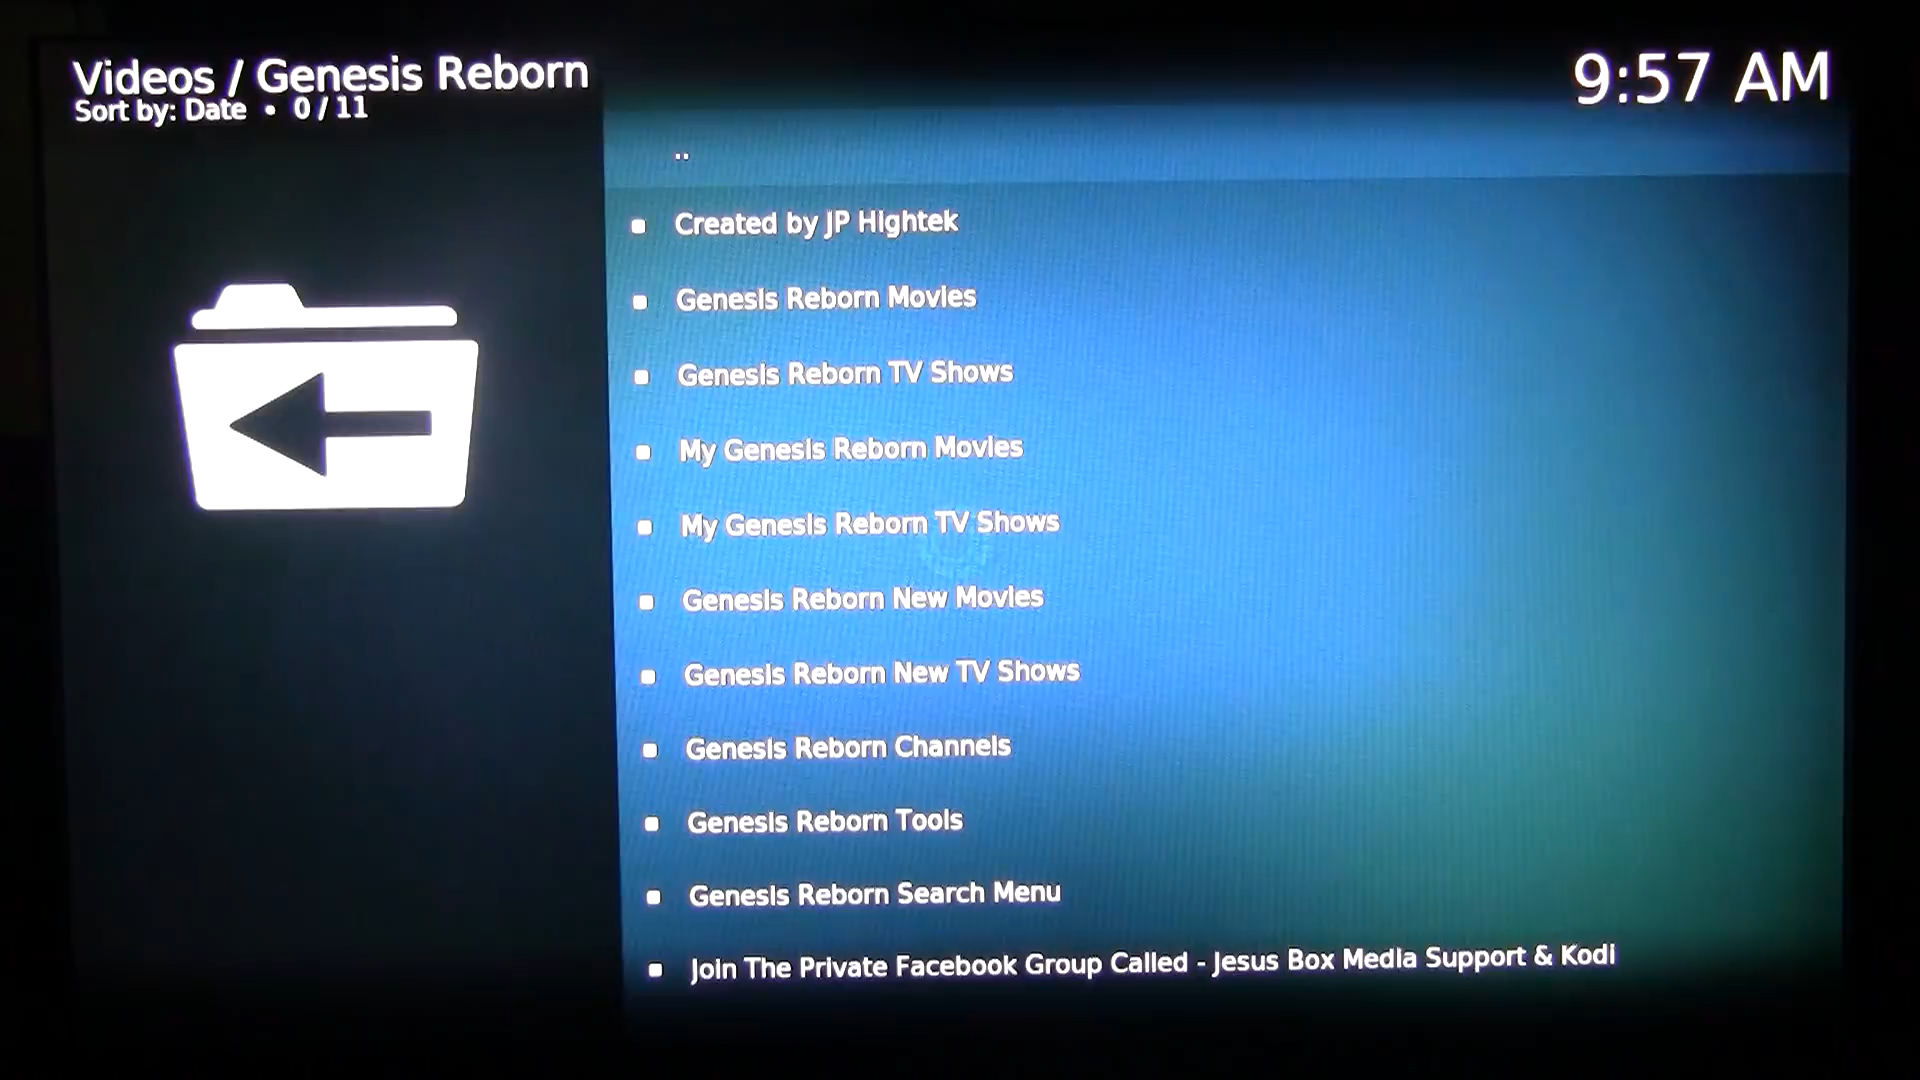 Videos / Genesis Reborn
9:57 AM
Sort by: Date • 0 / 11
..
Created by JP Hightek
Genesis Reborn Movies
Genesis Reborn TV Shows
My Genesis Reborn Movies
My Genesis Reborn TV Shows
Genesis Reborn New Movies
Genesis Reborn New TV Shows
Genesis Reborn Channels
Genesis Reborn Tools
Genesis Reborn Search Menu
Join The Private Facebook Group Called - Jesus Box Media Support & Kodi